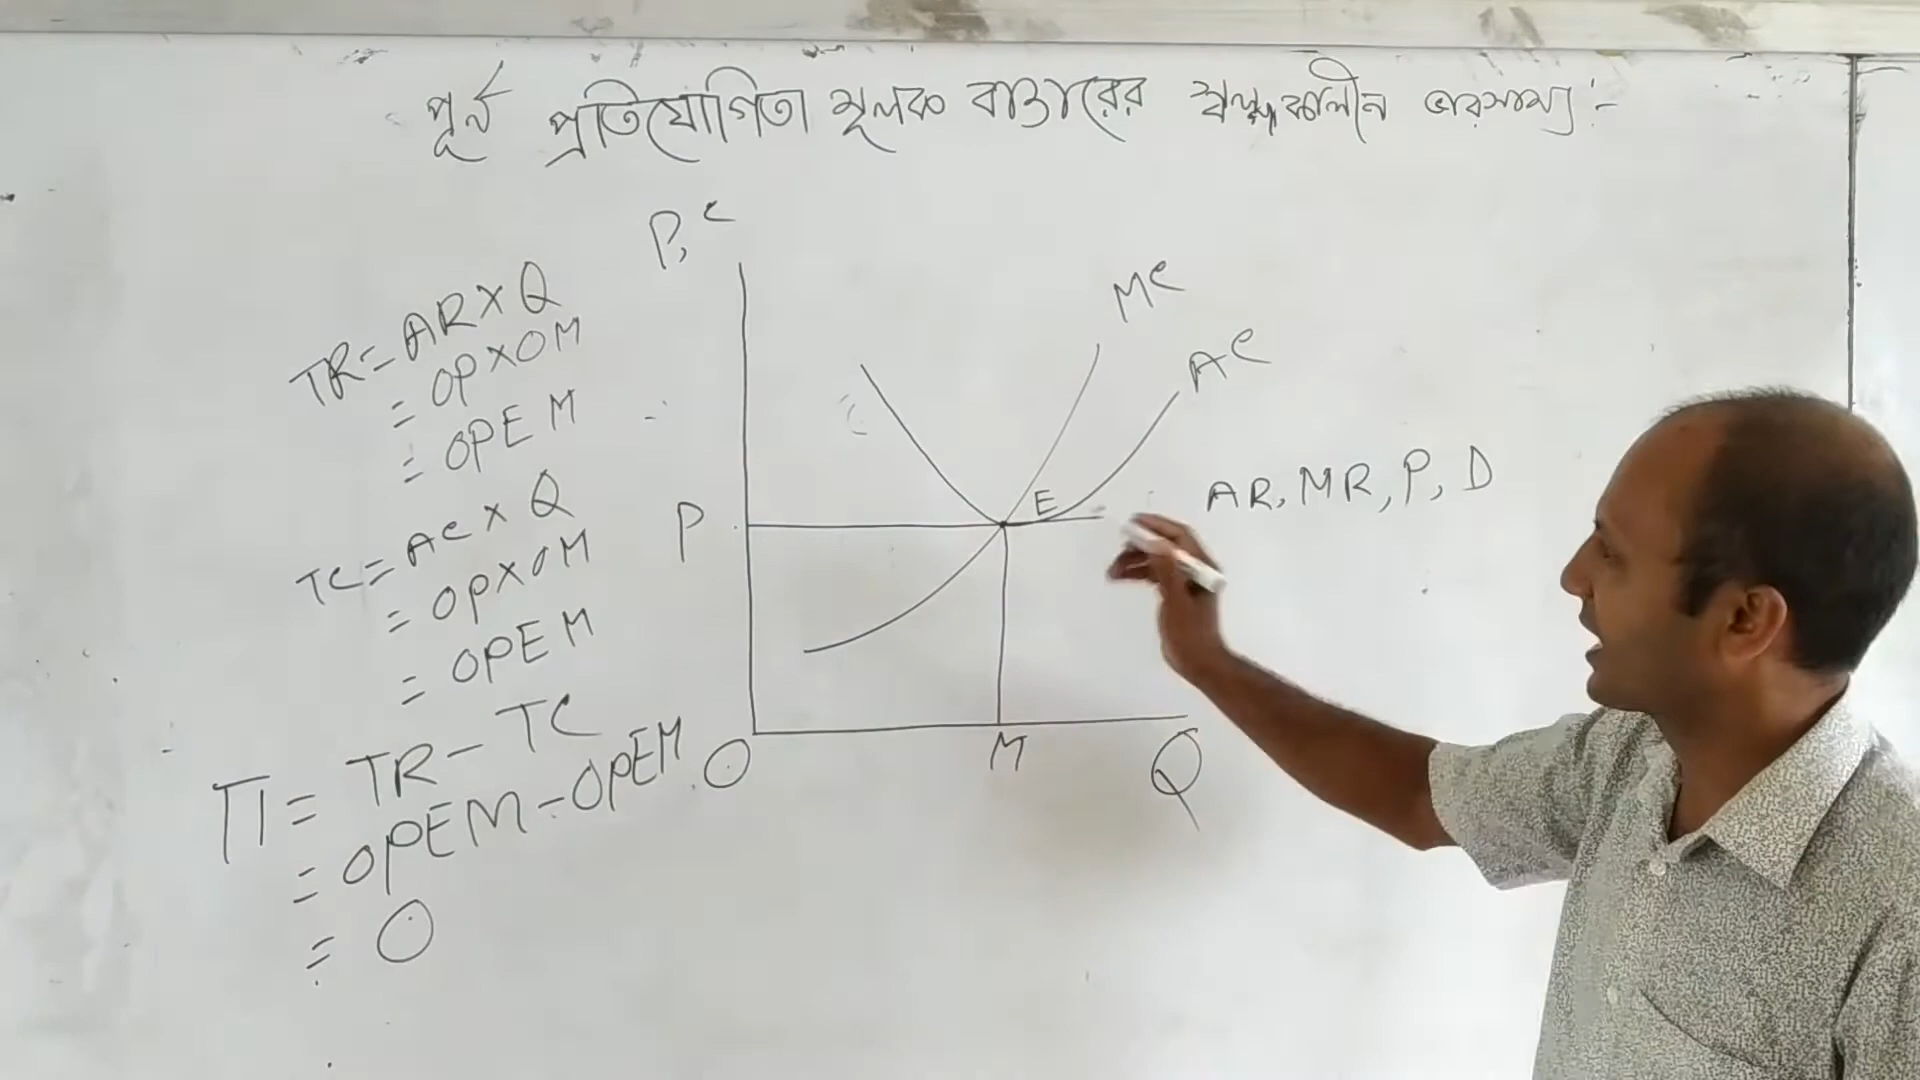 পূর্ন প্রতিযোগিতা মূলক বাজারের স্বল্পকালীন ভারসাম্য :-
P, C
TR = AR X Q
= OP X OM
= OPEM
TC = AC X Q
= OP X OM
= OPEM
Π = TR - TC
= OPEM - OPEM
= O
MC
AC
E
AR, MR, P, D
P
O
M
Q